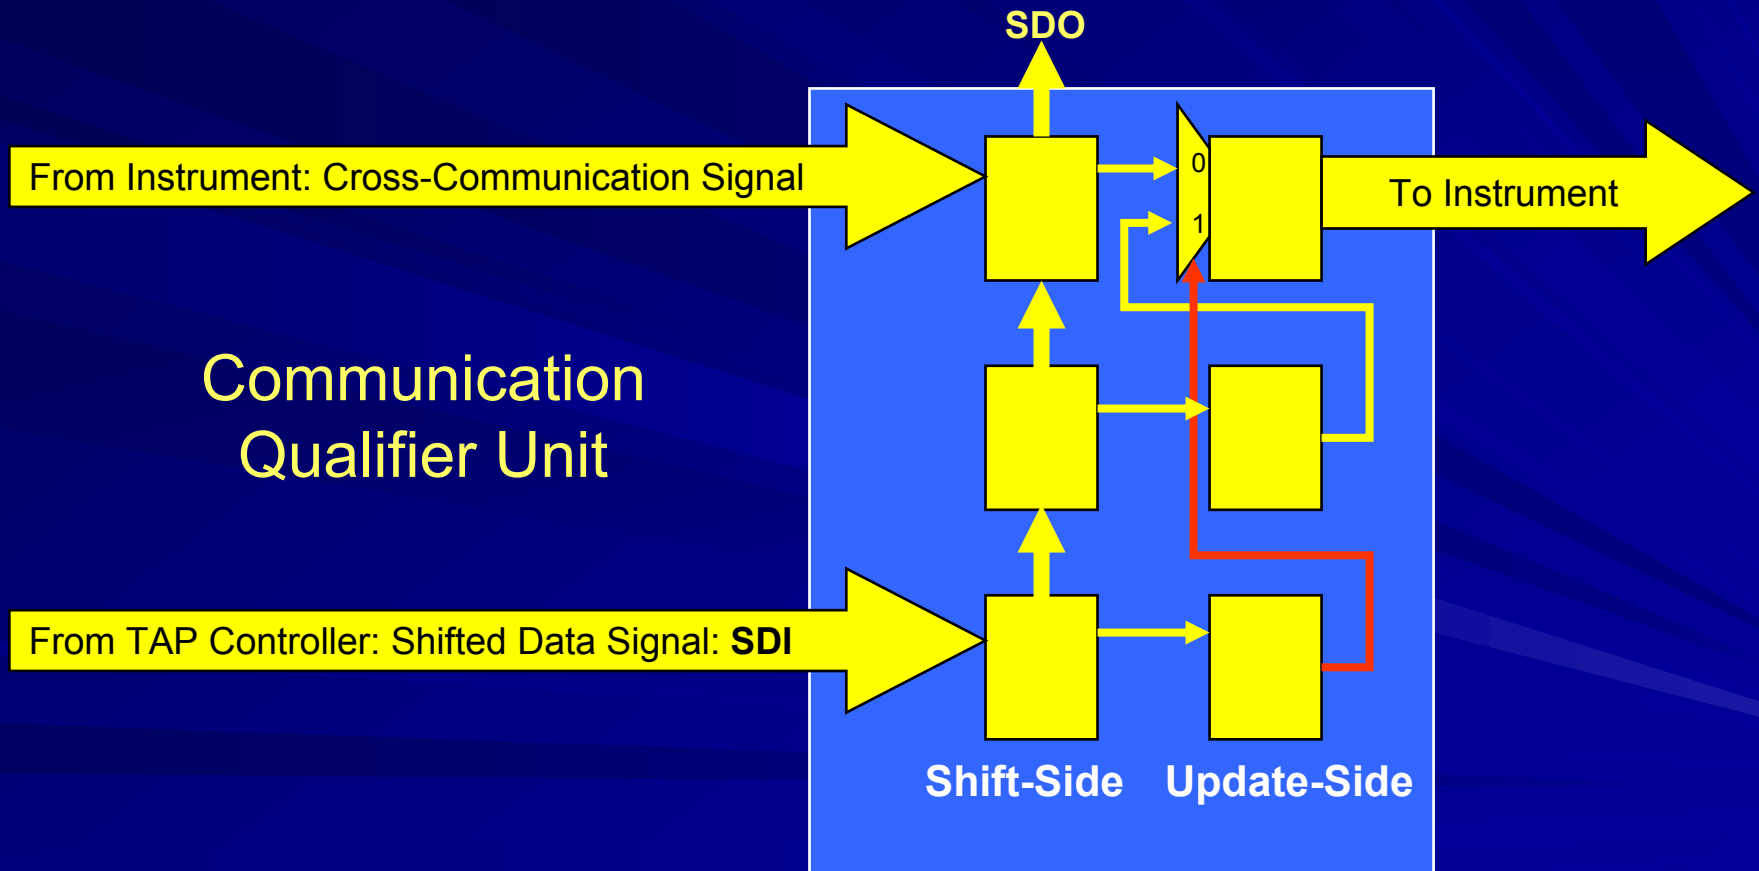 SDO
From Instrument: Cross-Communication Signal
0
1
To Instrument
Communication
Qualifier Unit
From TAP Controller: Shifted Data Signal: SDI
Shift-Side
Update-Side